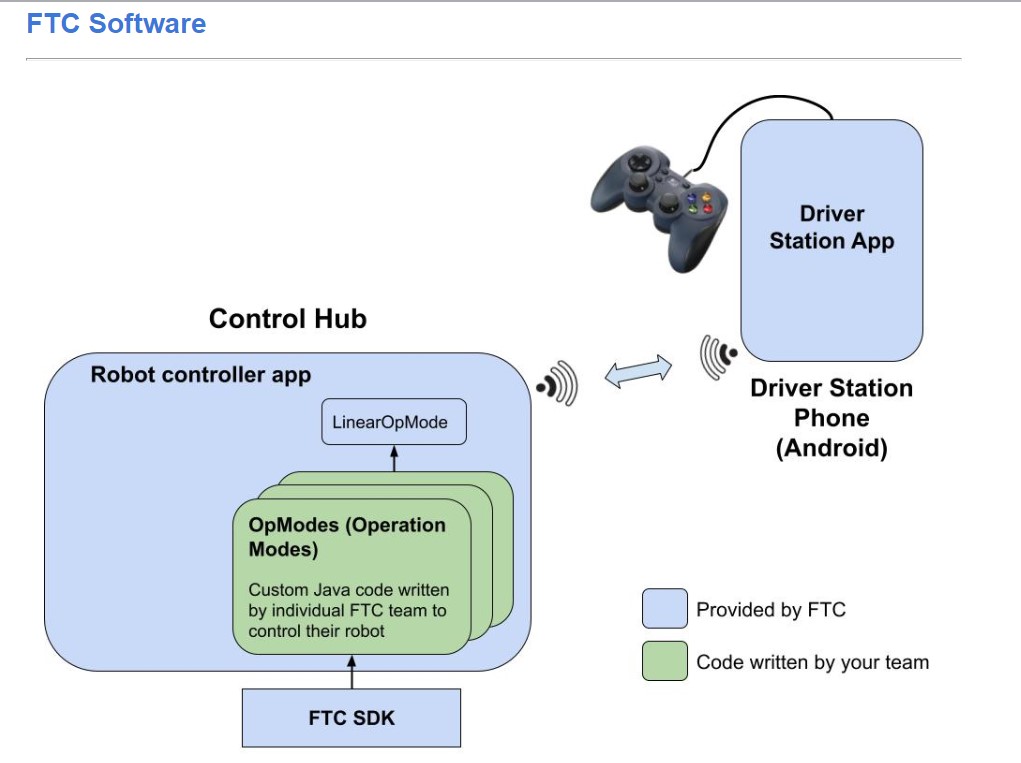 FTC Software
Driver
Station App
Control Hub
Robot controller app
LinearOpMode
Driver Station
Phone
(Android)
OpModes (Operation
Modes)
Custom Java code written
by individual FTC team to
control their robot
Provided by FTC
Code written by your team
FTC SDK